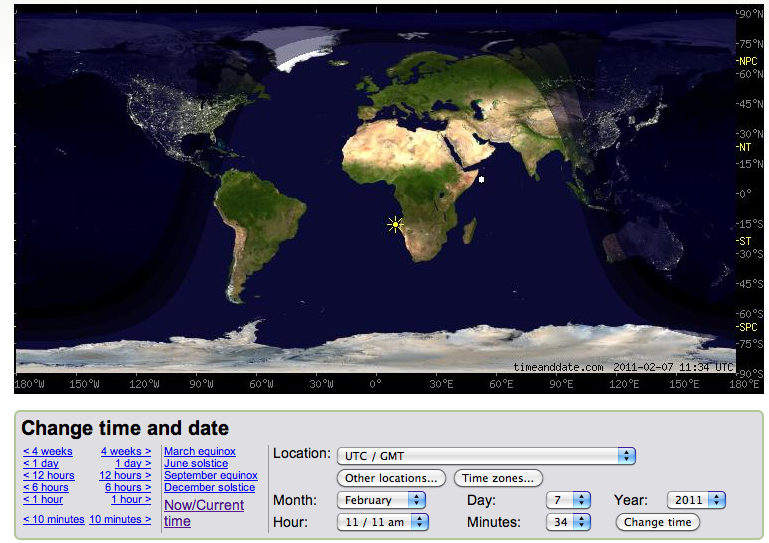 90°N
75°N
NPC
60°N
45°N
30°N
NT
15°N
0°
15°S
ST
30°S
45°S
60°S
SPC
75°S
timeanddate.com 2011-02-07 11:34 UTC
90°S
180°W 150°W 120°W 90°W 60°W 30°W 0° 30°E 60°E 90°E 120°E 150°E 180°E
Change time and date
< 4 weeks 4 weeks > March equinox Location: UTC / GMT
< 1 day 1 day > June solstice
< 12 hours 12 hours > September equinox Other locations... Time zones...
< 6 hours 6 hours > December solstice
< 1 hour 1 hour > Now/Current time Month: February Day: 7 Year: 2011
< 10 minutes 10 minutes > Hour: 11 / 11 am Minutes: 34 Change time